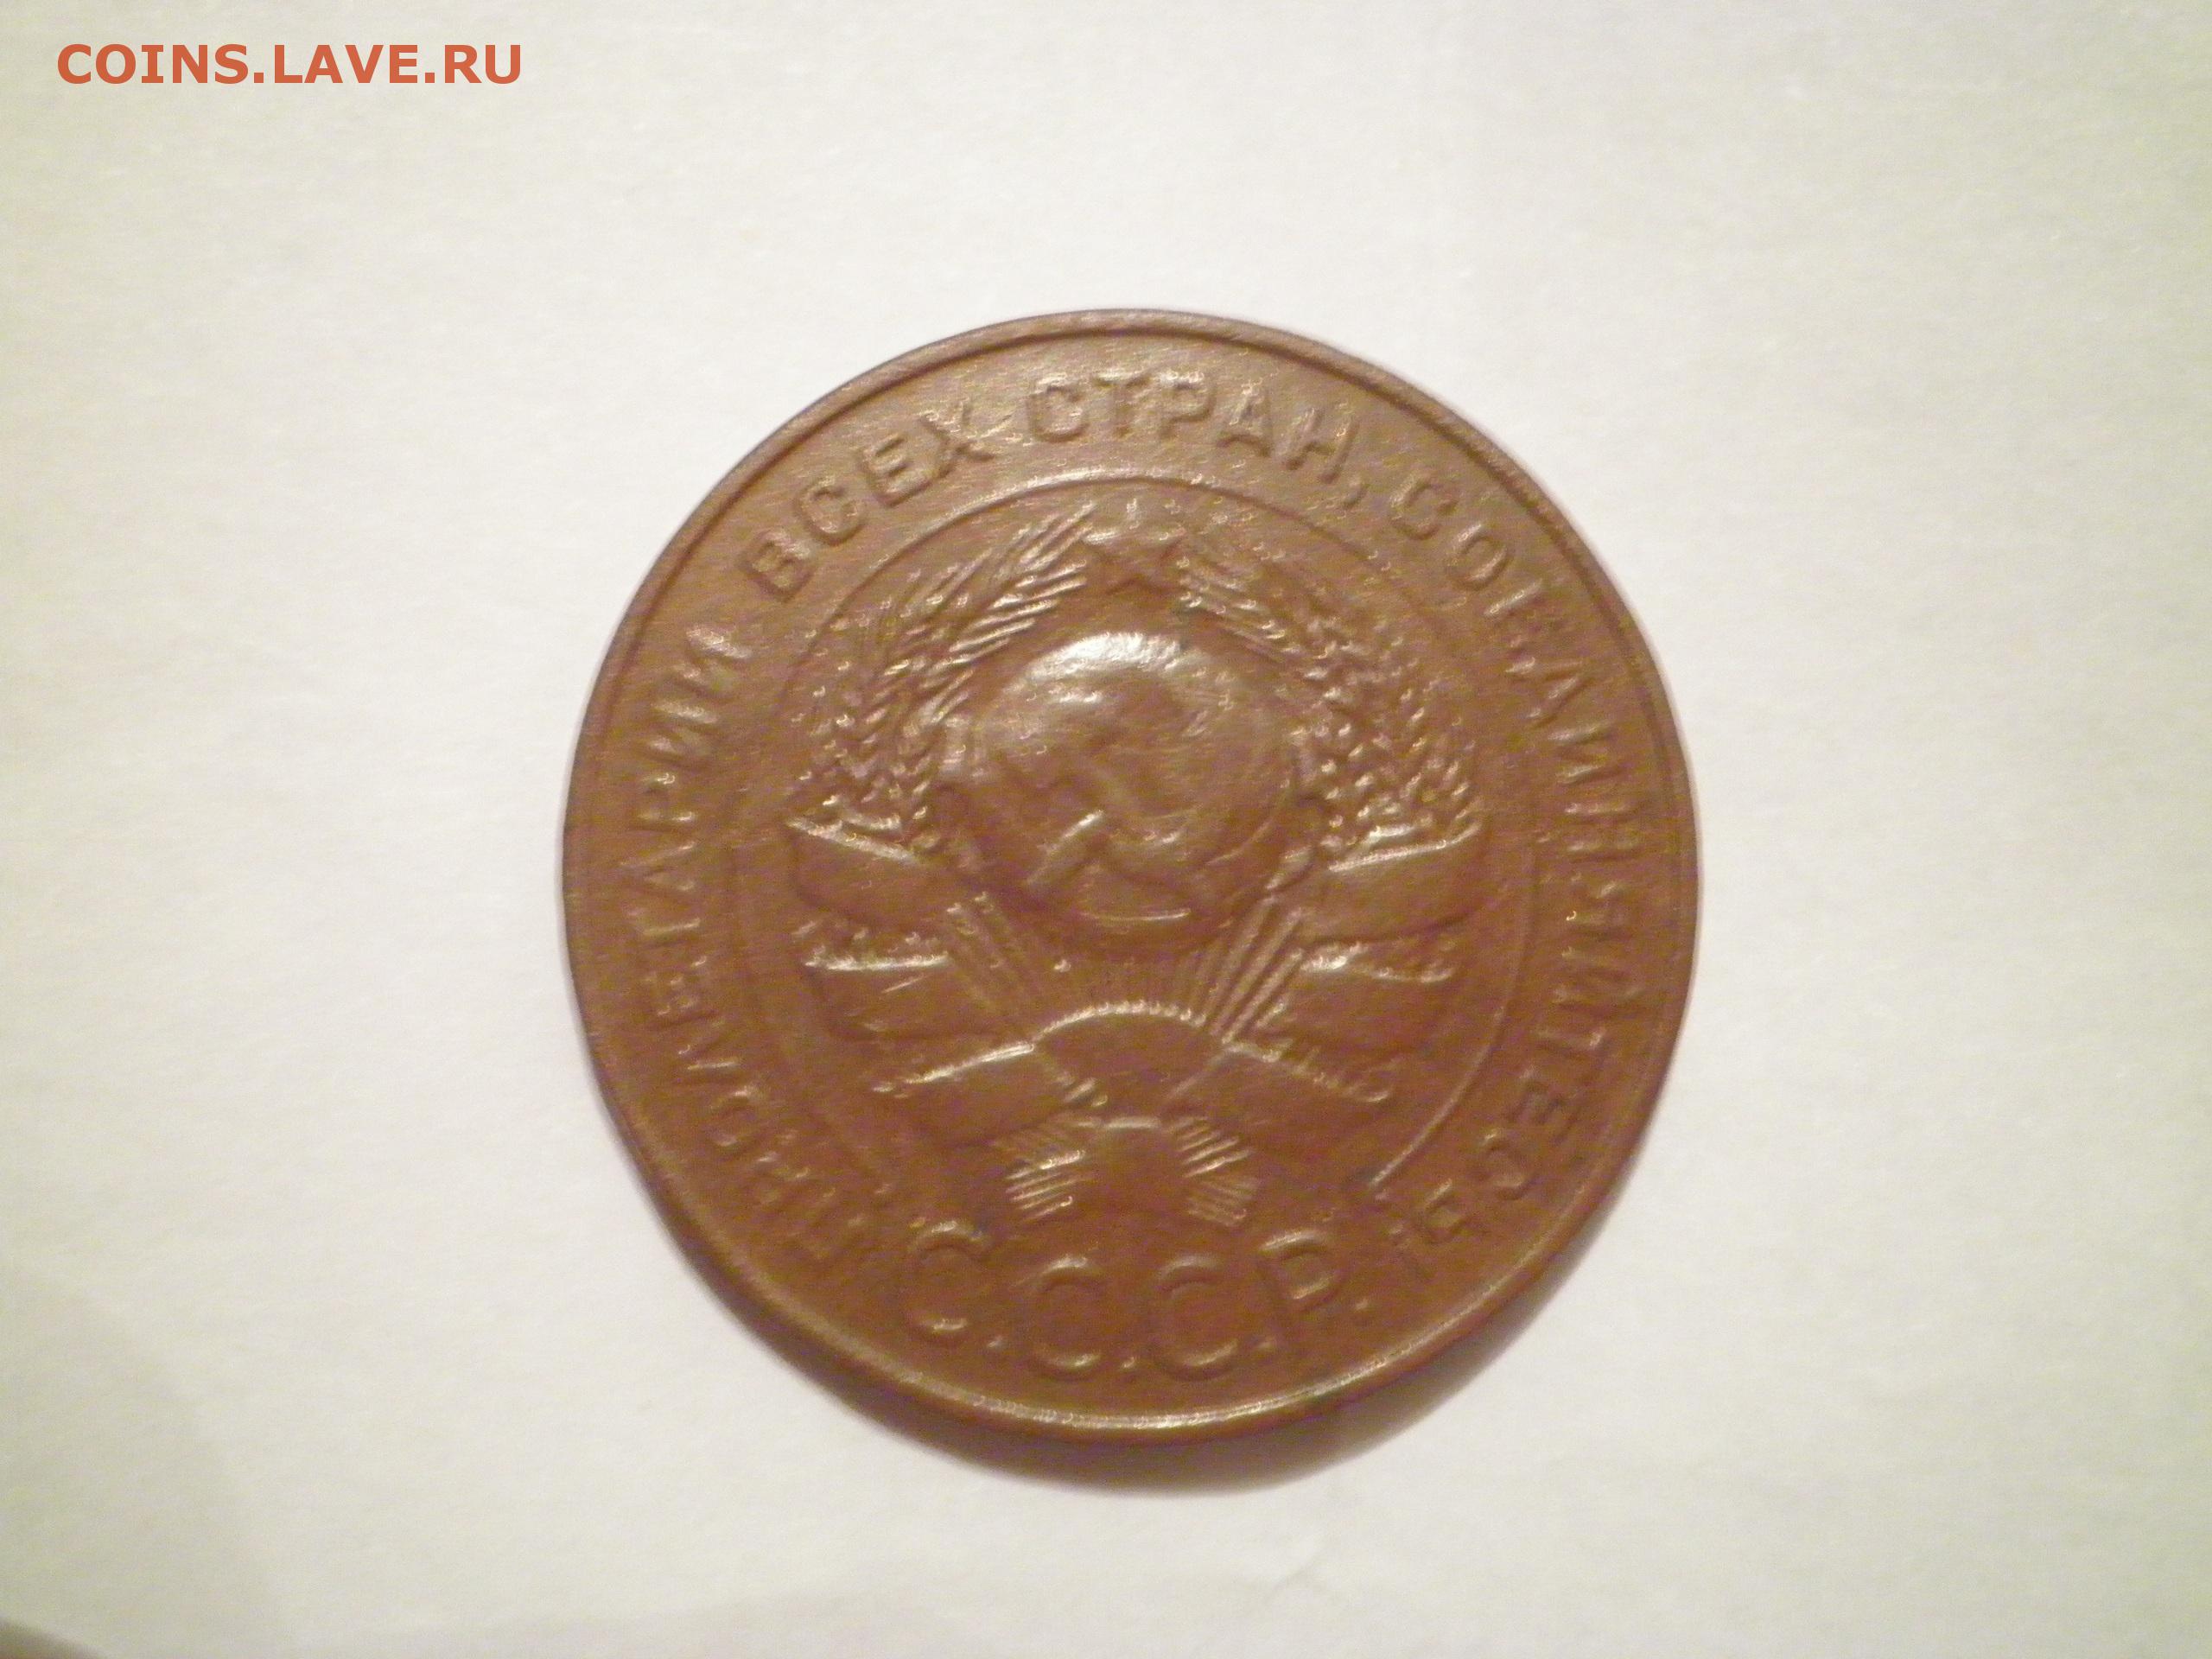 COINS.LAVE.RU
ПРОЛЕТАРИИ ВСЕХ СТРАН, СОЕДИНЯЙТЕСЬ!
С.С.С.Р.